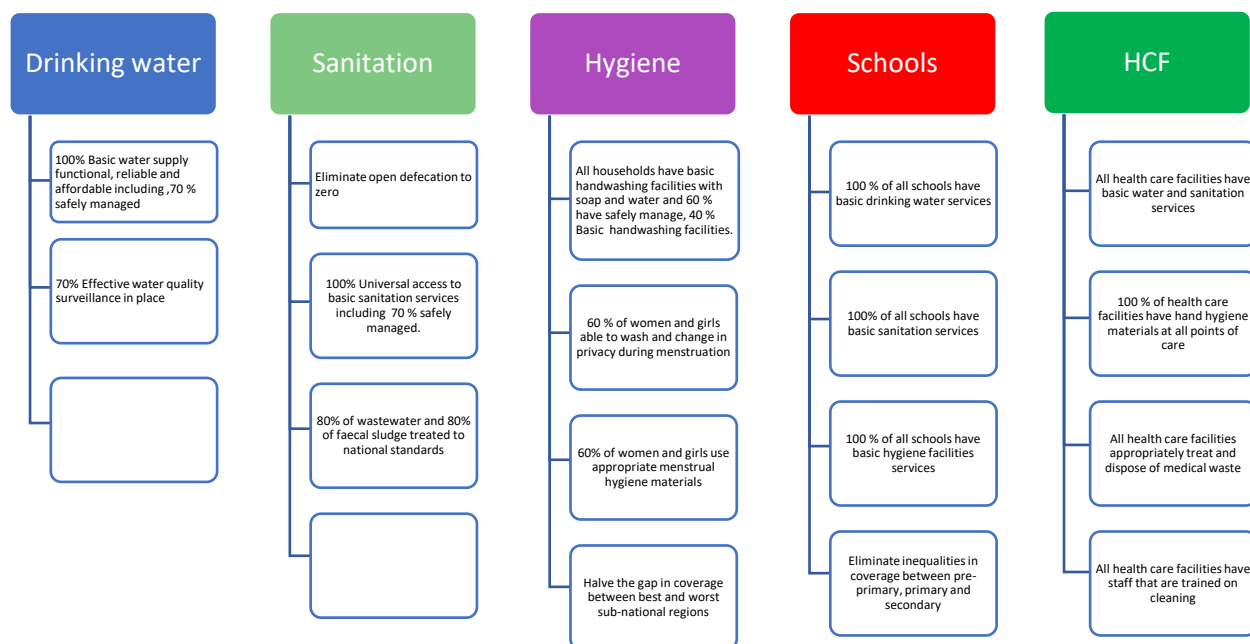 Drinking water
100% Basic water supply
functional, reliable and
affordable including ,70 %
safely managed
70% Effective water quality
surveillance in place
Sanitation
Eliminate open defecation to
zero
100% Universal access to
basic sanitation services
including 70 % safely
managed.
80% of wastewater and 80%
of faecal sludge treated to
national standards
Hygiene
All households have basic
handwashing facilities with
soap and water and 60 %
have safely manage, 40 %
Basic handwashing facilities.
60 % of women and girls
able to wash and change in
privacy during menstruation
60% of women and girls use
appropriate menstrual
hygiene materials
Halve the gap in coverage
between best and worst
sub-national regions
Schools
100 % of all schools have
basic drinking water services
100% of all schools have
basic sanitation services
100 % of all schools have
basic hygiene facilities
services
Eliminate inequalities in
coverage between pre-
primary, primary and
secondary
HCF
All health care facilities have
basic water and sanitation
services
100 % of health care
facilities have hand hygiene
materials at all points of
care
All health care facilities
appropriately treat and
dispose of medical waste
All health care facilities have
staff that are trained on
cleaning